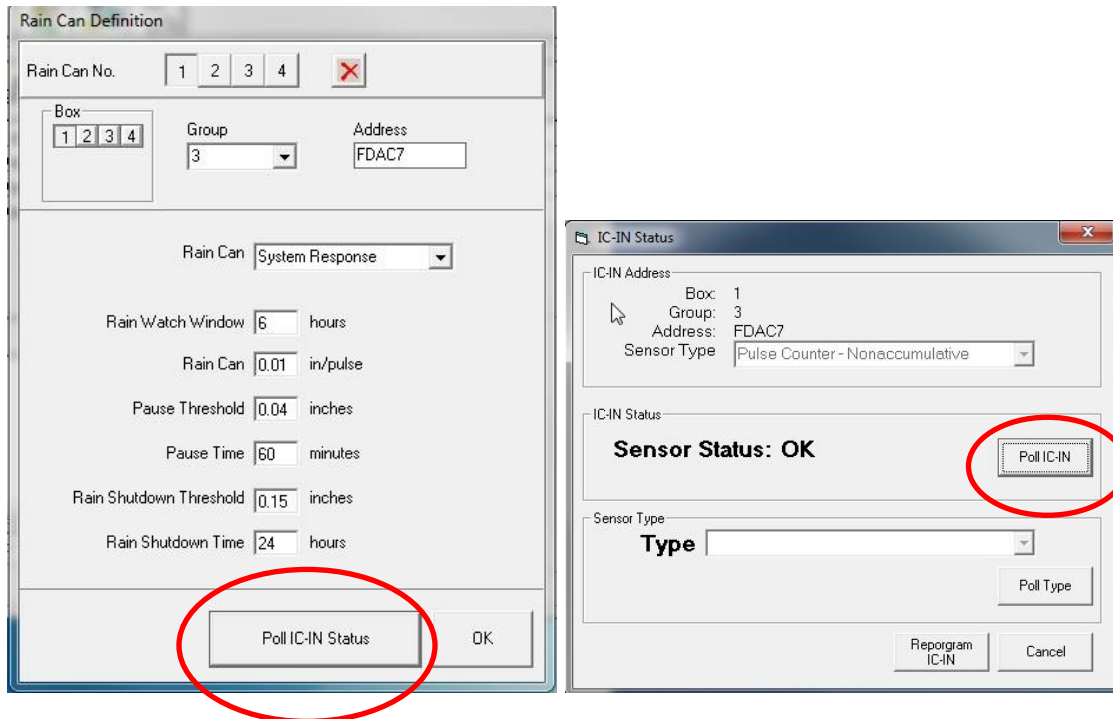 Rain Can Definition
Rain Can No. 1 2 3 4
Box
1 2 3 4
Group
3
Address
FDAC7
Rain Can System Response
Rain Watch Window 6 hours
Rain Can 0.01 in/pulse
Pause Threshold 0.04 inches
Pause Time 60 minutes
Rain Shutdown Threshold 0.15 inches
Rain Shutdown Time 24 hours
Poll IC-IN Status OK
IC-IN Status
IC-IN Address
Box: 1
Group: 3
Address: FDAC7
Sensor Type Pulse Counter - Nonaccumulative
IC-IN Status
Sensor Status: OK
Poll IC-IN
Sensor Type
Type
Poll Type
Reporgram
IC-IN
Cancel